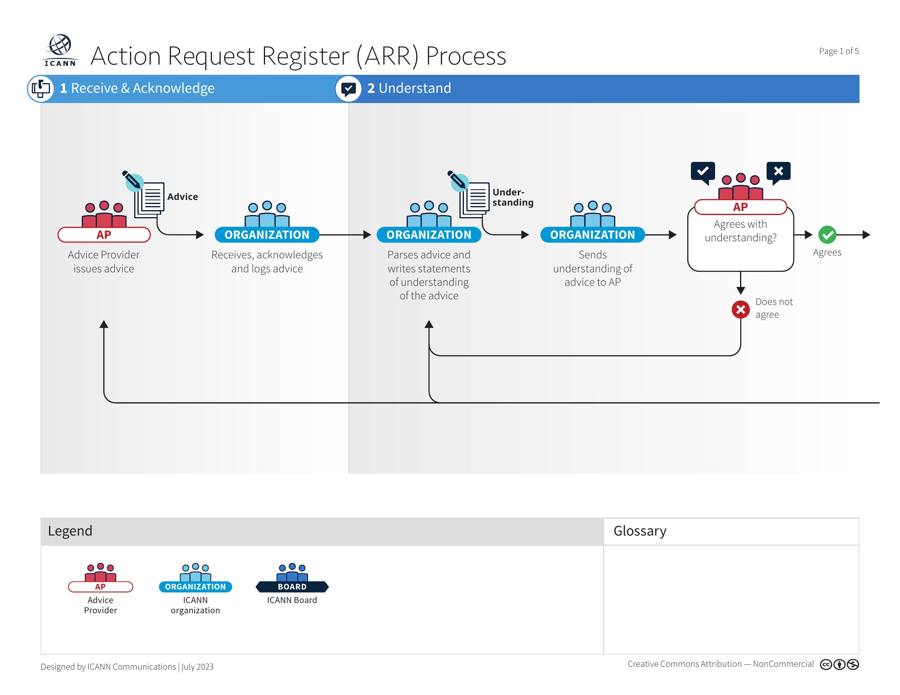 ICANN
Action Request Register (ARR) Process
Page 1 of 5
1 Receive & Acknowledge
2 Understand
Advice
AP
Advice Provider
issues advice
ORGANIZATION
Receives, acknowledges
and logs advice
Under-
standing
ORGANIZATION
Parses advice and
writes statements
of understanding
of the advice
ORGANIZATION
Sends
understanding of
advice to AP
AP
Agrees with
understanding?
Agrees
Does not
agree
Legend
Glossary
AP
Advice
Provider
ORGANIZATION
ICANN
organization
BOARD
ICANN Board
Designed by ICANN Communications | July 2023
Creative Commons Attribution — NonCommercial